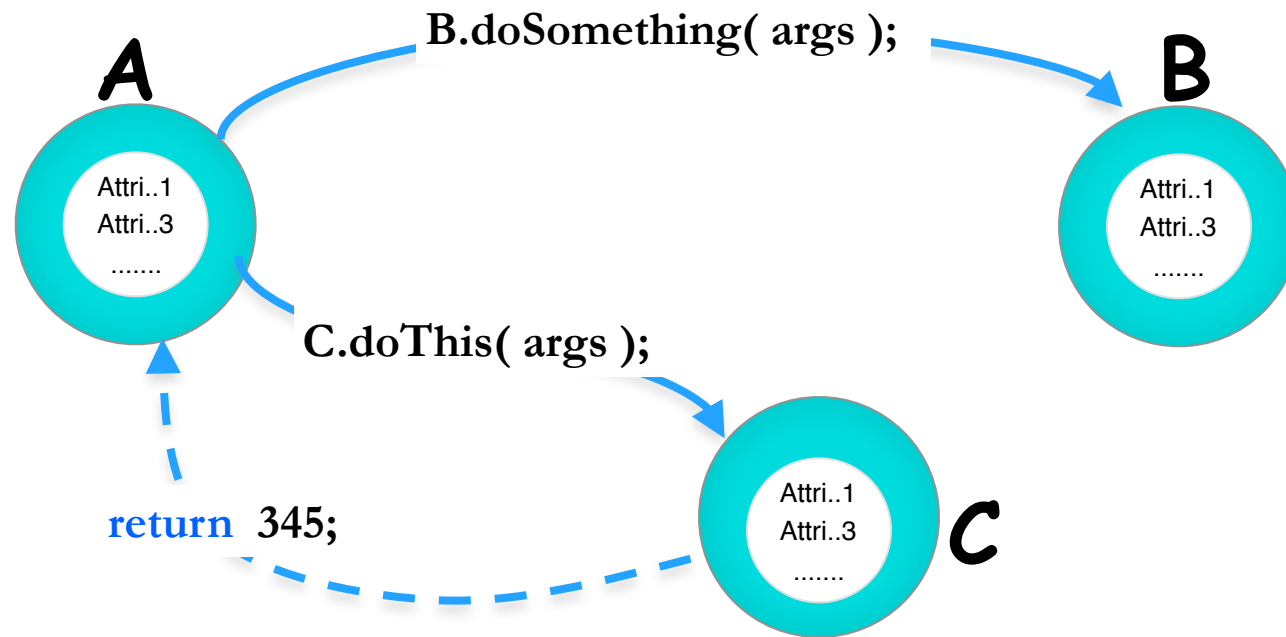 B.doSomething( args );
A
B
Attri..1
Attri..3
.......
Attri..1
Attri..3
.......
C.doThis( args );
Attri..1
Attri..3
.......
C
return 345;